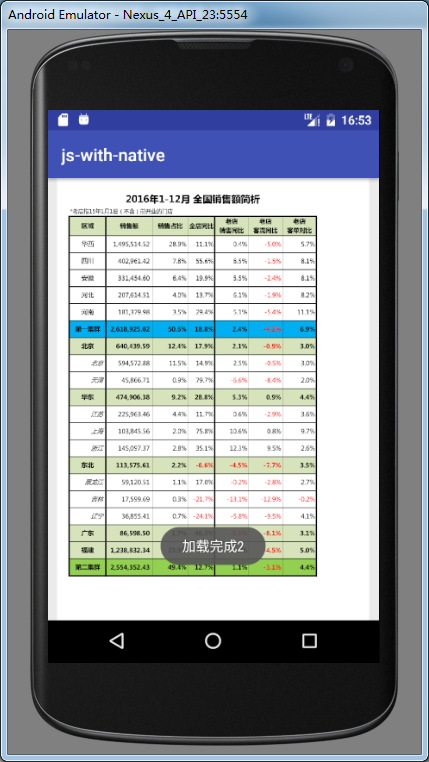 Android Emulator - Nexus_4_API_23:5554
LTE 16:53
js-with-native
2016年1-12月 全国销售额简析
*老店指15年1月1日（不含）前开业的门店
区域 销售额 销售占比 全店同比 老店销售同比 老店客流同比 老店客单对比
华西 1,495,514.52 28.9% 11.1% 0.4% -5.0% 5.7%
四川 402,961.42 7.8% 55.6% 6.5% -1.5% 8.1%
安徽 331,454.60 6.4% 19.9% 5.5% -2.4% 8.1%
河北 207,614.51 4.0% 13.7% 6.1% -1.9% 8.2%
河南 181,379.98 3.5% 29.4% 5.1% -5.4% 11.1%
第一集群 2,618,925.02 50.6% 18.8% 2.4% 6.9%
北京 640,439.59 12.4% 17.9% 2.1% -0.9% 3.0%
北京 594,572.88 11.5% 14.9% 2.5% -0.5% 3.0%
天津 45,866.71 0.9% 79.7% -6.6% -8.4% 2.0%
华东 474,906.38 9.2% 28.8% 5.3% 0.9% 4.4%
江苏 225,963.46 4.4% 11.7% 0.6% -2.9% 3.6%
上海 103,845.56 2.0% 75.8% 10.6% 0.8% 9.7%
浙江 145,097.37 2.8% 35.1% 12.3% 9.5% 2.6%
东北 113,575.61 2.2% -6.6% -4.5% -7.7% 3.5%
黑龙江 59,120.51 1.1% 17.0% -0.2% -2.8% 2.7%
吉林 17,599.69 0.3% -21.7% -13.1% -12.9% -0.2%
辽宁 36,855.41 0.7% -24.1% -5.8% -9.5% 4.1%
广东 86,598.50 -8.1% 3.1%
福建 1,238,832.34 -4.5% 5.0%
第二集群 2,554,352.43 49.4% 12.7% 1.1% -3.1% 4.4%
加载完成2